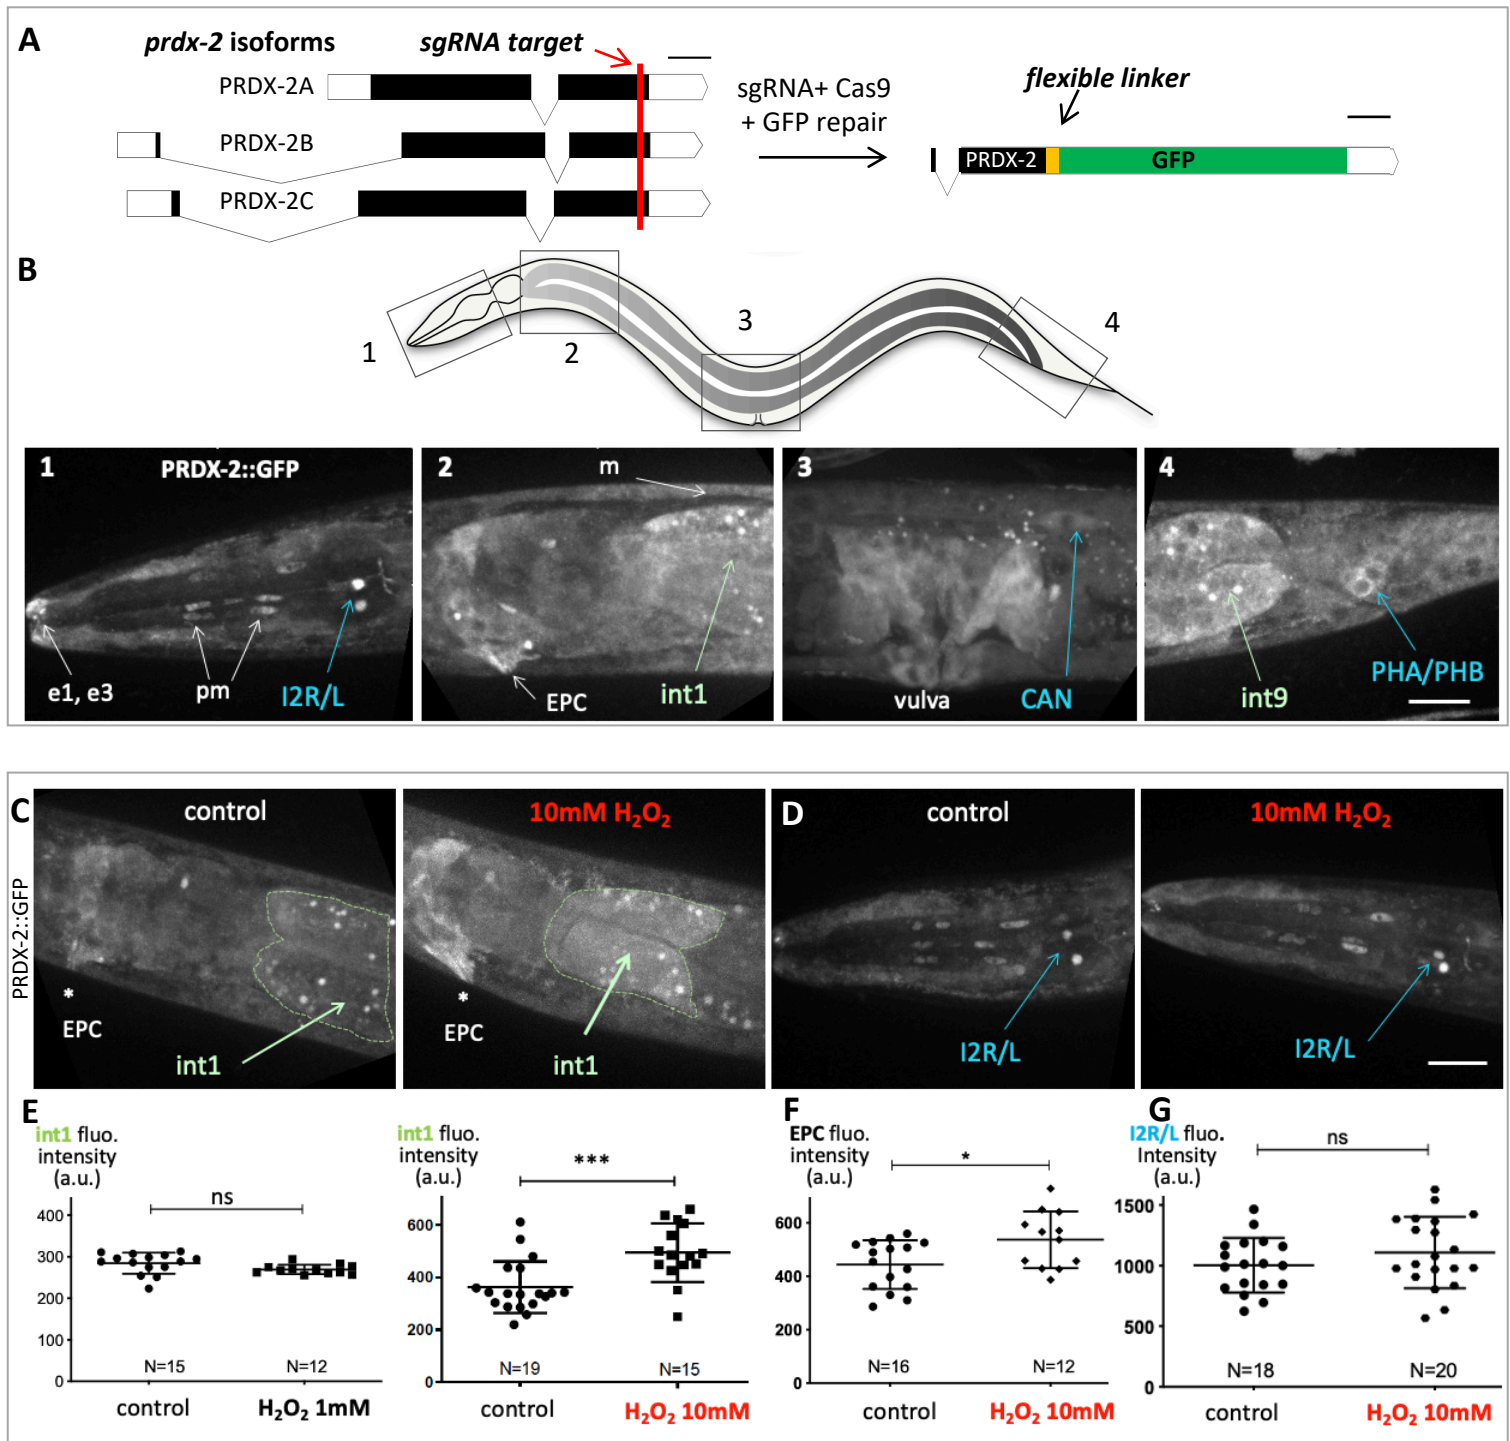 A
prdx-2 isoforms
sgRNA target
PRDX-2A
PRDX-2B
PRDX-2C
sgRNA+ Cas9
+ GFP repair
flexible linker
PRDX-2
GFP
B
1
2
3
4
1
PRDX-2::GFP
e1, e3
pm
I2R/L
2
m
EPC
int1
3
vulva
CAN
4
int9
PHA/PHB
PRDX-2::GFP
C
control
*
EPC
int1
10mM H₂O₂
*
EPC
int1
D
control
I2R/L
10mM H₂O₂
I2R/L
E
int1 fluo.
intensity
(a.u.)
ns
400
300
200
100
0
N=15
N=12
control
H₂O₂ 1mM
int1 fluo.
intensity
(a.u.)
***
600
400
200
0
N=19
N=15
control
H₂O₂ 10mM
F
EPC fluo.
intensity
(a.u.)
*
600
400
200
0
N=16
N=12
control
H₂O₂ 10mM
G
I2R/L fluo.
Intensity
(a.u.)
ns
1500
1000
500
0
N=18
N=20
control
H₂O₂ 10mM